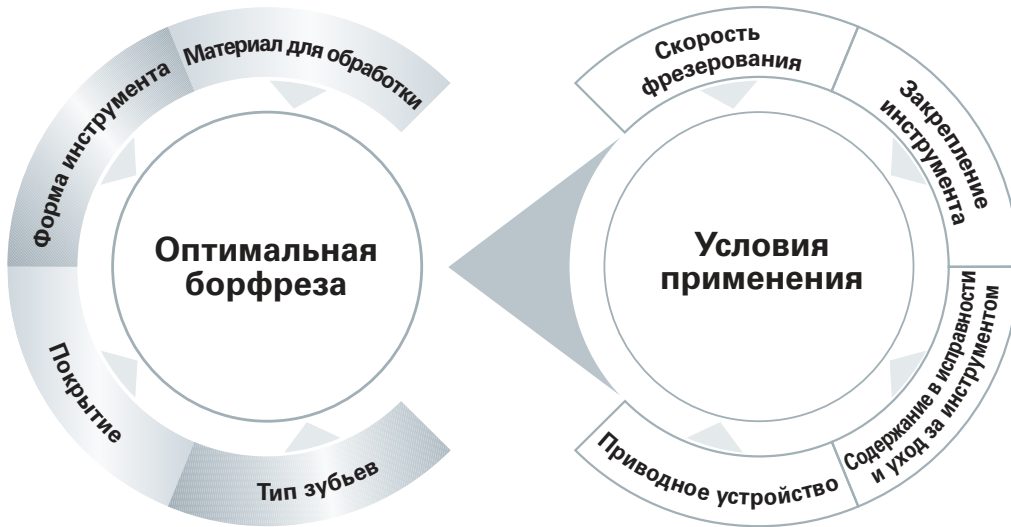 Материал для обработки
Форма инструмента
Покрытие
Тип зубьев
Оптимальная
борфреза
Скорость
фрезерования
Закрепление
инструмента
Содержание в исправности
и уход за инструментом
Приводное устройство
Условия
применения